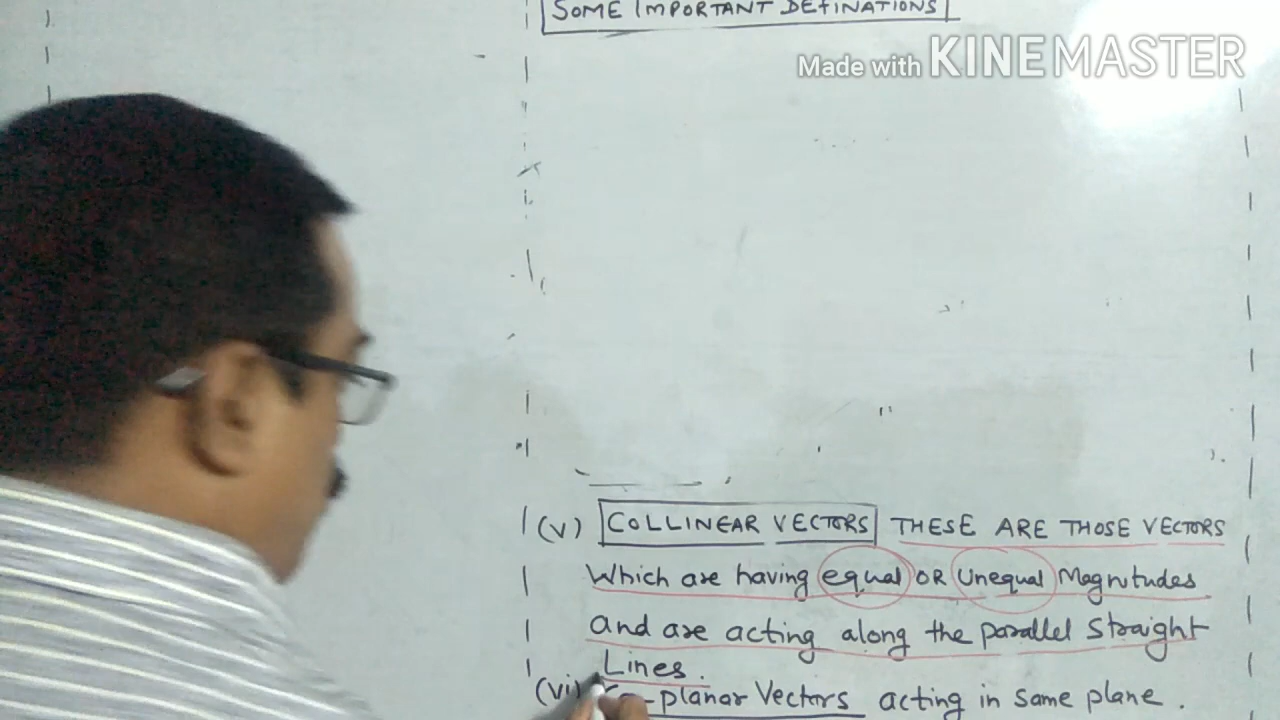 SOME IMPORTANT DEFINATIONS
Made with KINEMASTER
(v) COLLINEAR VECTORS THESE ARE THOSE VECTORS
Which are having equal OR Unequal Magnitudes
and are acting along the parallel Straight
Lines.
(vi) Co-planar Vectors acting in same plane.